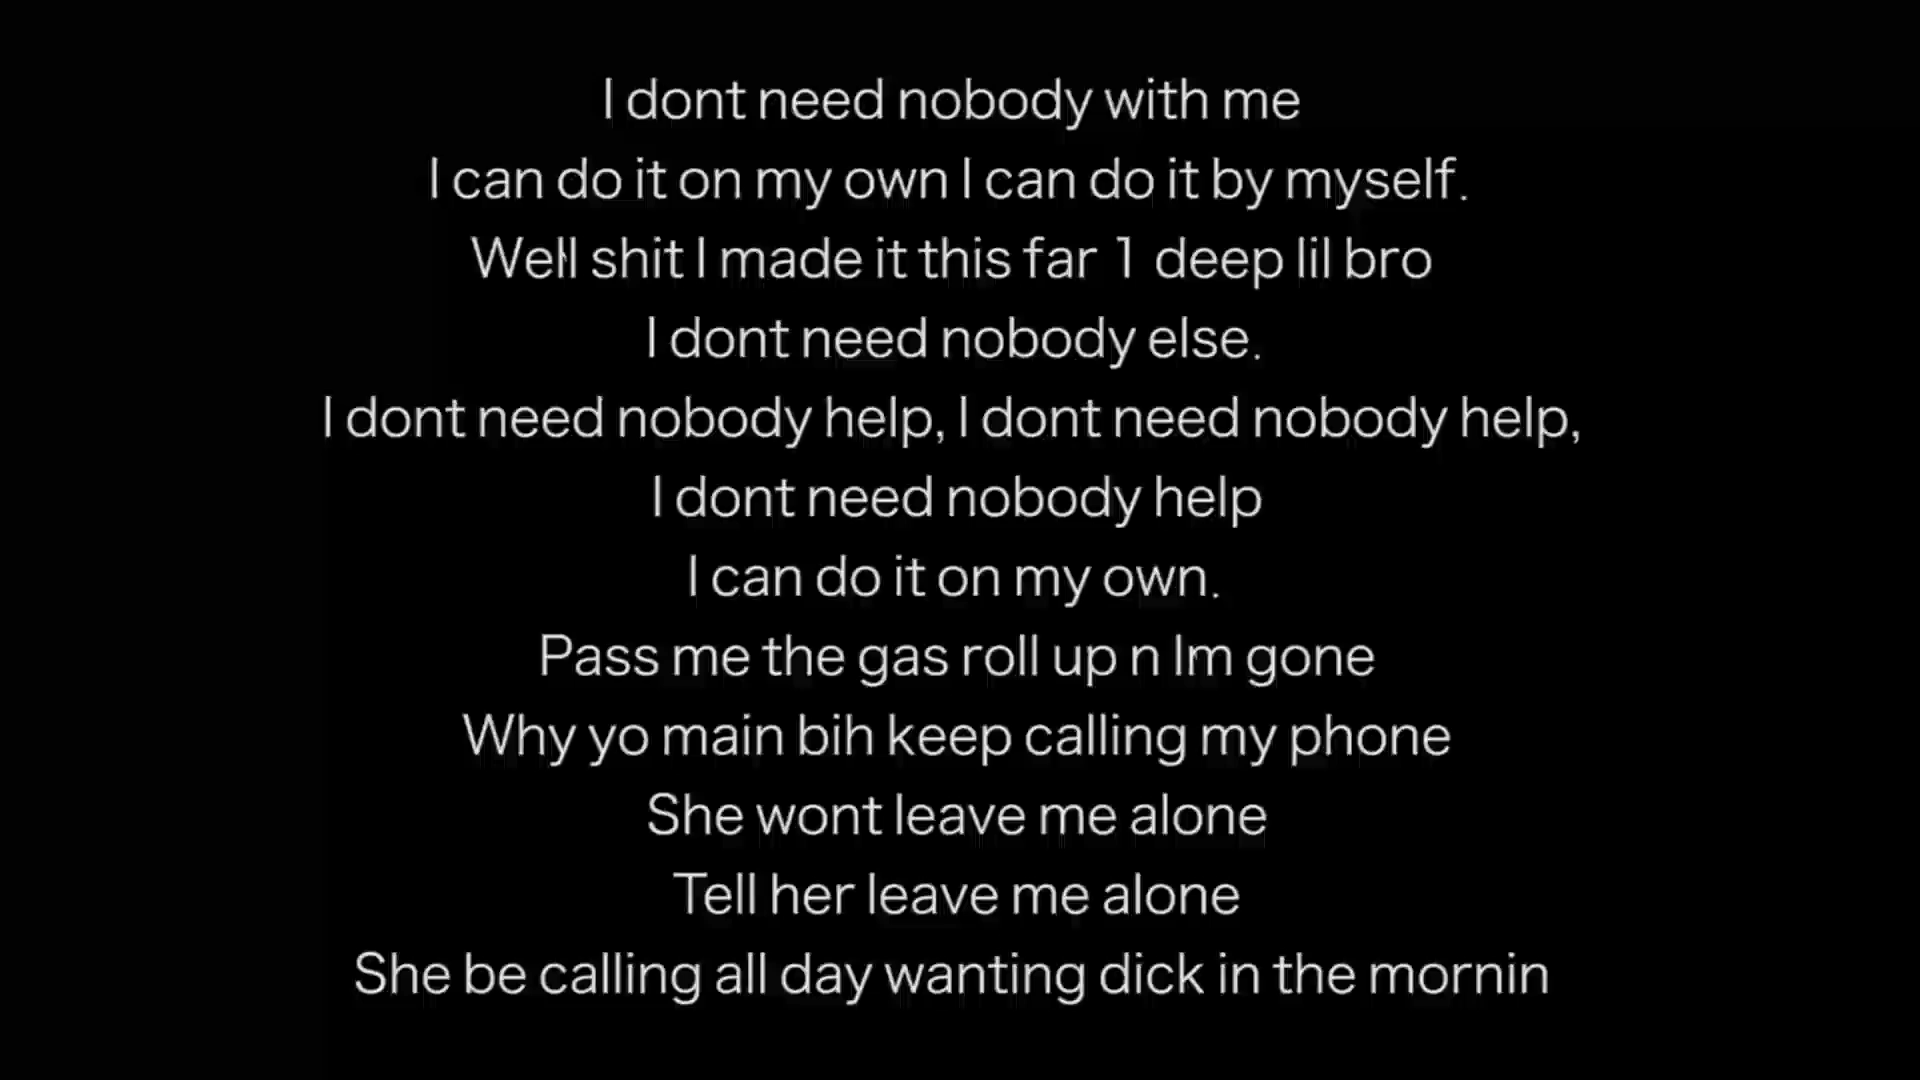 I dont need nobody with me
I can do it on my own I can do it by myself.
Well shit I made it this far 1 deep lil bro
I dont need nobody else.
I dont need nobody help, I dont need nobody help,
I dont need nobody help
I can do it on my own.
Pass me the gas roll up n Im gone
Why yo main bih keep calling my phone
She wont leave me alone
Tell her leave me alone
She be calling all day wanting dick in the mornin